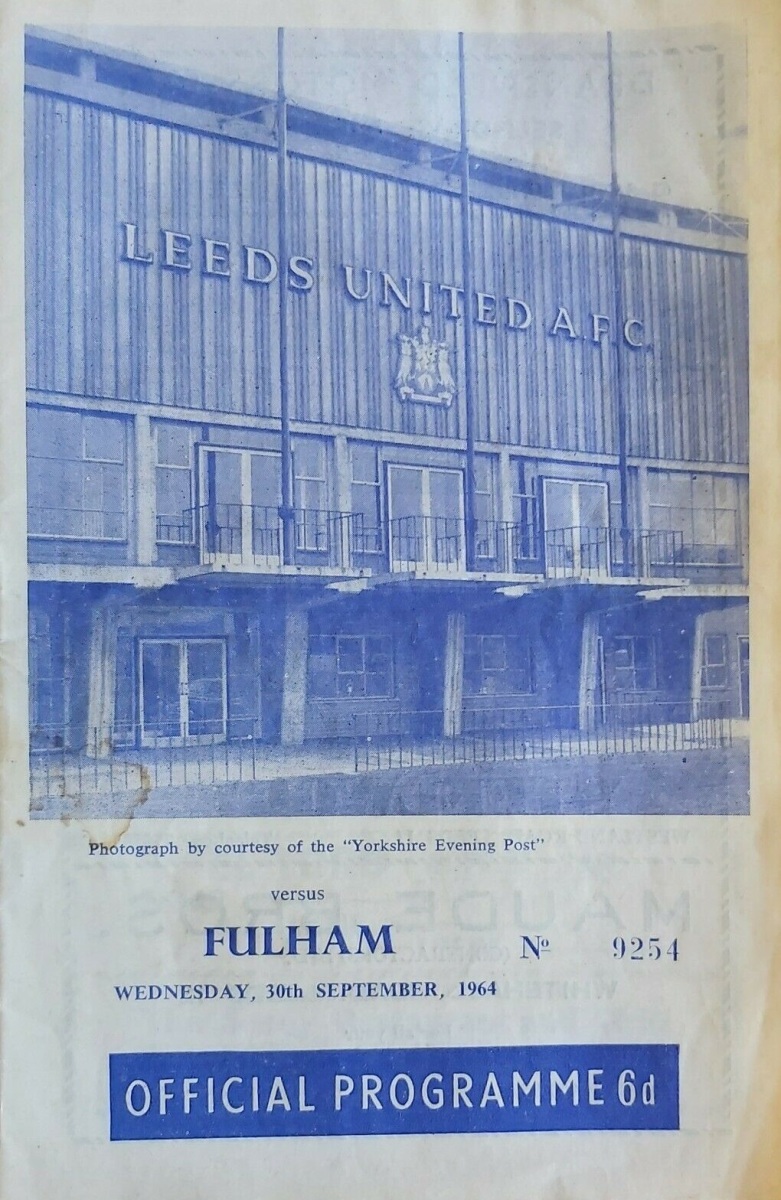 LEEDS UNITED A.F.C.
Photograph by courtesy of the "Yorkshire Evening Post"
versus
FULHAM
Nº 9254
WEDNESDAY, 30th SEPTEMBER, 1964
OFFICIAL PROGRAMME 6d